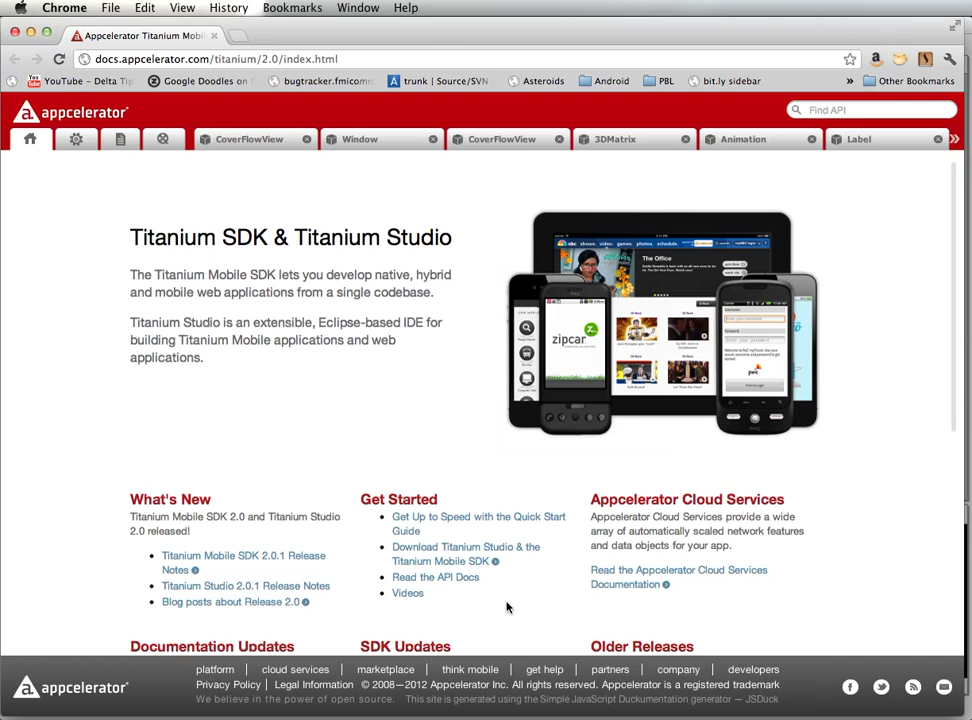 Chrome File Edit View History Bookmarks Window Help
Appcelerator Titanium Mobi
docs.appcelerator.com/titanium/2.0/index.html
YouTube - Delta Tip Google Doodles on bugtracker.fmicomm trunk | Source/SVN Asteroids Android PBL bit.ly sidebar » Other Bookmarks
appcelerator Find API
CoverFlowView Window CoverFlowView 3DMatrix Animation Label »
Titanium SDK & Titanium Studio
The Titanium Mobile SDK lets you develop native, hybrid
and mobile web applications from a single codebase.
Titanium Studio is an extensible, Eclipse-based IDE for
building Titanium Mobile applications and web
applications.
The Office
zipcar
pwc
What's New
Titanium Mobile SDK 2.0 and Titanium Studio
2.0 released!
Titanium Mobile SDK 2.0.1 Release
Notes
Titanium Studio 2.0.1 Release Notes
Blog posts about Release 2.0
Get Started
Get Up to Speed with the Quick Start
Guide
Download Titanium Studio & the
Titanium Mobile SDK
Read the API Docs
Videos
Appcelerator Cloud Services
Appcelerator Cloud Services provide a wide
array of automatically scaled network features
and data objects for your app.
Read the Appcelerator Cloud Services
Documentation
Documentation Updates SDK Updates Older Releases
platform | cloud services | marketplace | think mobile | get help | partners | company | developers
appcelerator Privacy Policy | Legal Information © 2008—2012 Appcelerator Inc. All rights reserved. Appcelerator is a registered trademark
We believe in the power of open source. This site is generated using the Simple JavaScript Duckumentation generator — JSDuck